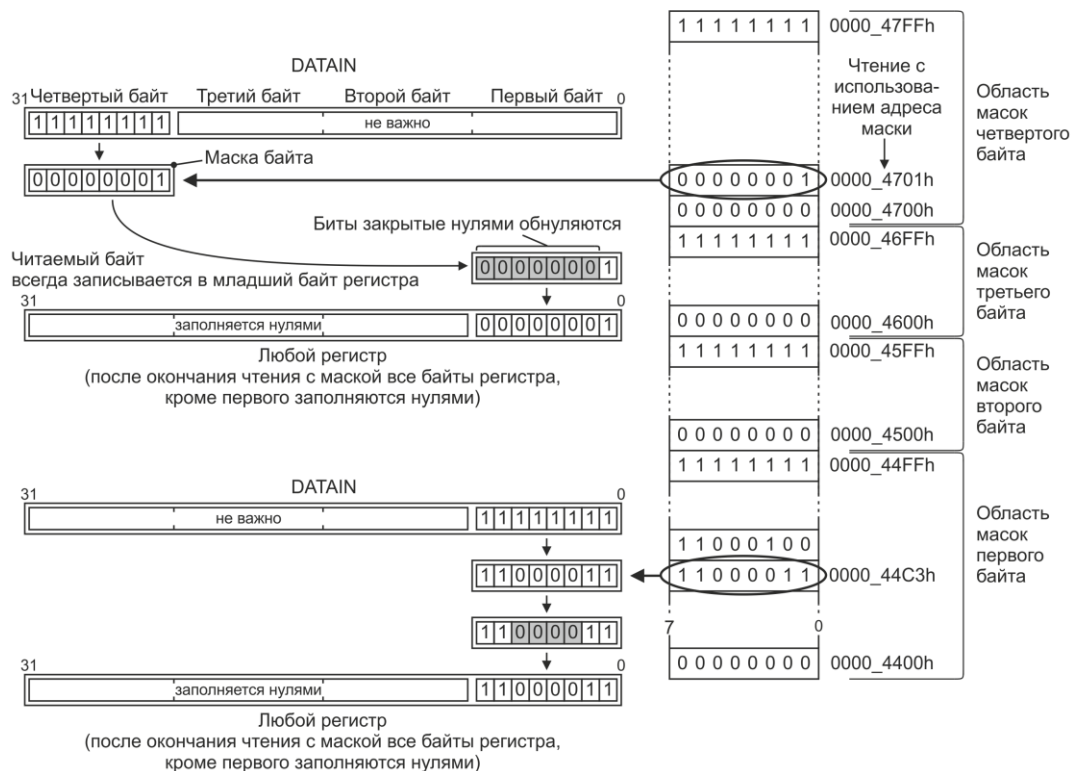 1 1 1 1 1 1 1 1 0000_47FFh
DATAIN
31 Четвертый байт Третий байт Второй байт Первый байт 0
1 1 1 1 1 1 1 1 не важно
Маска байта
0 0 0 0 0 0 0 1
Чтение с
использова-
нием адреса
маски
Область
масок
четвертого
байта
0 0 0 0 0 0 0 1 0000_4701h
0 0 0 0 0 0 0 0 0000_4700h
Биты закрытые нулями обнуляются
Читаемый байт
всегда записывается в младший байт регистра
0 0 0 0 0 0 0 1
31 0
заполняется нулями 0 0 0 0 0 0 0 1
Любой регистр
(после окончания чтения с маской все байты регистра,
кроме первого заполняются нулями)
1 1 1 1 1 1 1 1 0000_46FFh
Область
масок
третьего
байта
0 0 0 0 0 0 0 0 0000_4600h
1 1 1 1 1 1 1 1 0000_45FFh
Область
масок
второго
байта
0 0 0 0 0 0 0 0 0000_4500h
1 1 1 1 1 1 1 1 0000_44FFh
DATAIN
31 0
не важно 1 1 1 1 1 1 1 1
1 1 0 0 0 0 1 1
1 1 0 0 0 0 1 1
31 0
заполняется нулями 1 1 0 0 0 0 1 1
Любой регистр
(после окончания чтения с маской все байты регистра,
кроме первого заполняются нулями)
1 1 0 0 0 1 0 0
1 1 0 0 0 0 1 1 0000_44C3h
Область
масок
первого
байта
7 0
0 0 0 0 0 0 0 0 0000_4400h